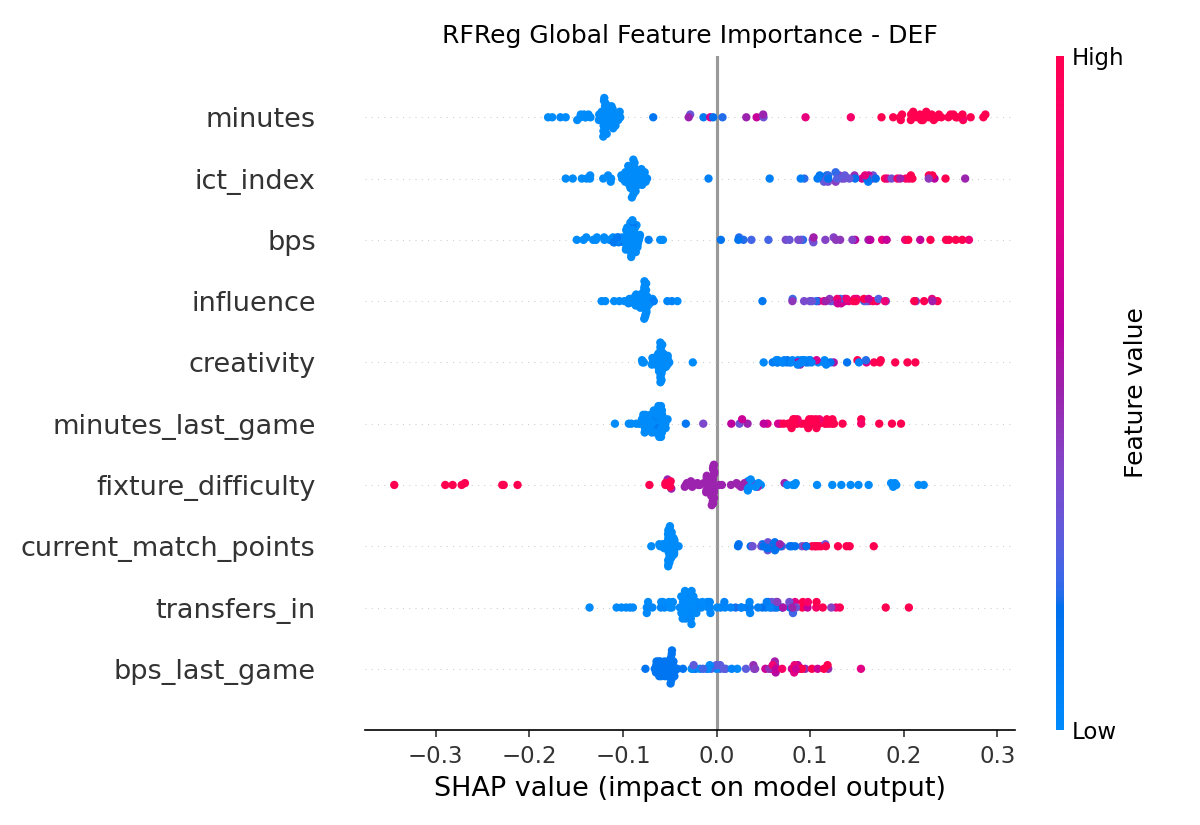 RFReg Global Feature Importance - DEF
High
minutes
ict_index
bps
influence
creativity
minutes_last_game
fixture_difficulty
current_match_points
transfers_in
bps_last_game
Feature value
Low
−0.3 −0.2 −0.1 0.0 0.1 0.2 0.3
SHAP value (impact on model output)